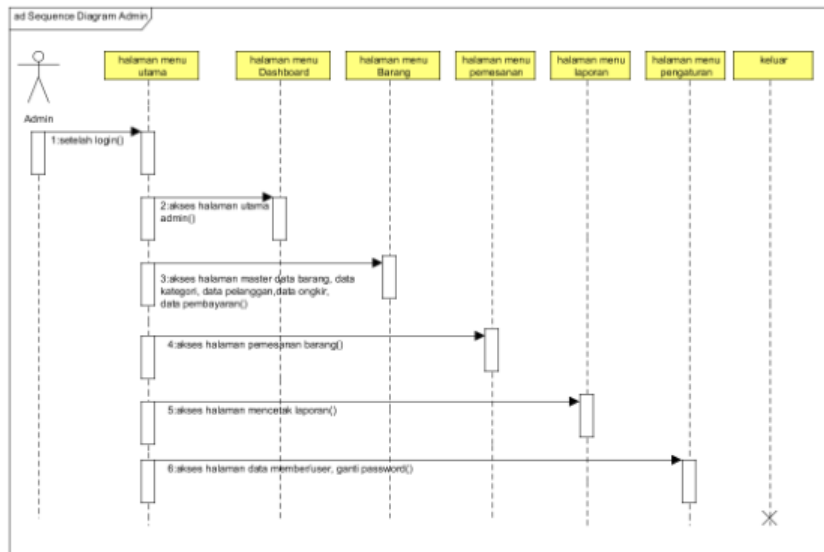 ad Sequence Diagram Admin
halaman menu
utama
halaman menu
Dashboard
halaman menu
Barang
halaman menu
pemesanan
halaman menu
laporan
halaman menu
pengaturan
keluar
Admin
1:setelah login()
2:akses halaman utama
admin()
3:akses halaman master data barang, data
kategori, data pelanggan,data ongkir,
data pembayaran()
4:akses halaman pemesanan barang()
5:akses halaman mencetak laporan()
6:akses halaman data member/user, ganti password()